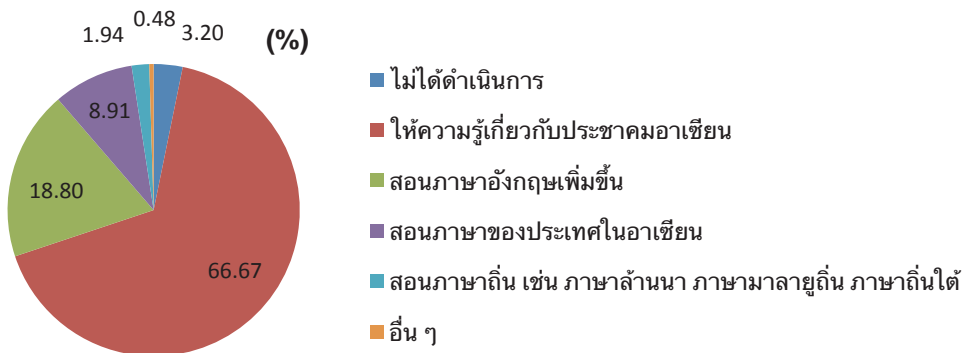 0.48
1.94
3.20
(%)
8.91
18.80
66.67
ไม่ได้ดำเนินการ
ให้ความรู้เกี่ยวกับประชาคมอาเซียน
สอนภาษาอังกฤษเพิ่มขึ้น
สอนภาษาของประเทศในอาเซียน
สอนภาษาถิ่น เช่น ภาษาล้านนา ภาษามาลายูถิ่น ภาษาถิ่นใต้
อื่น ๆ